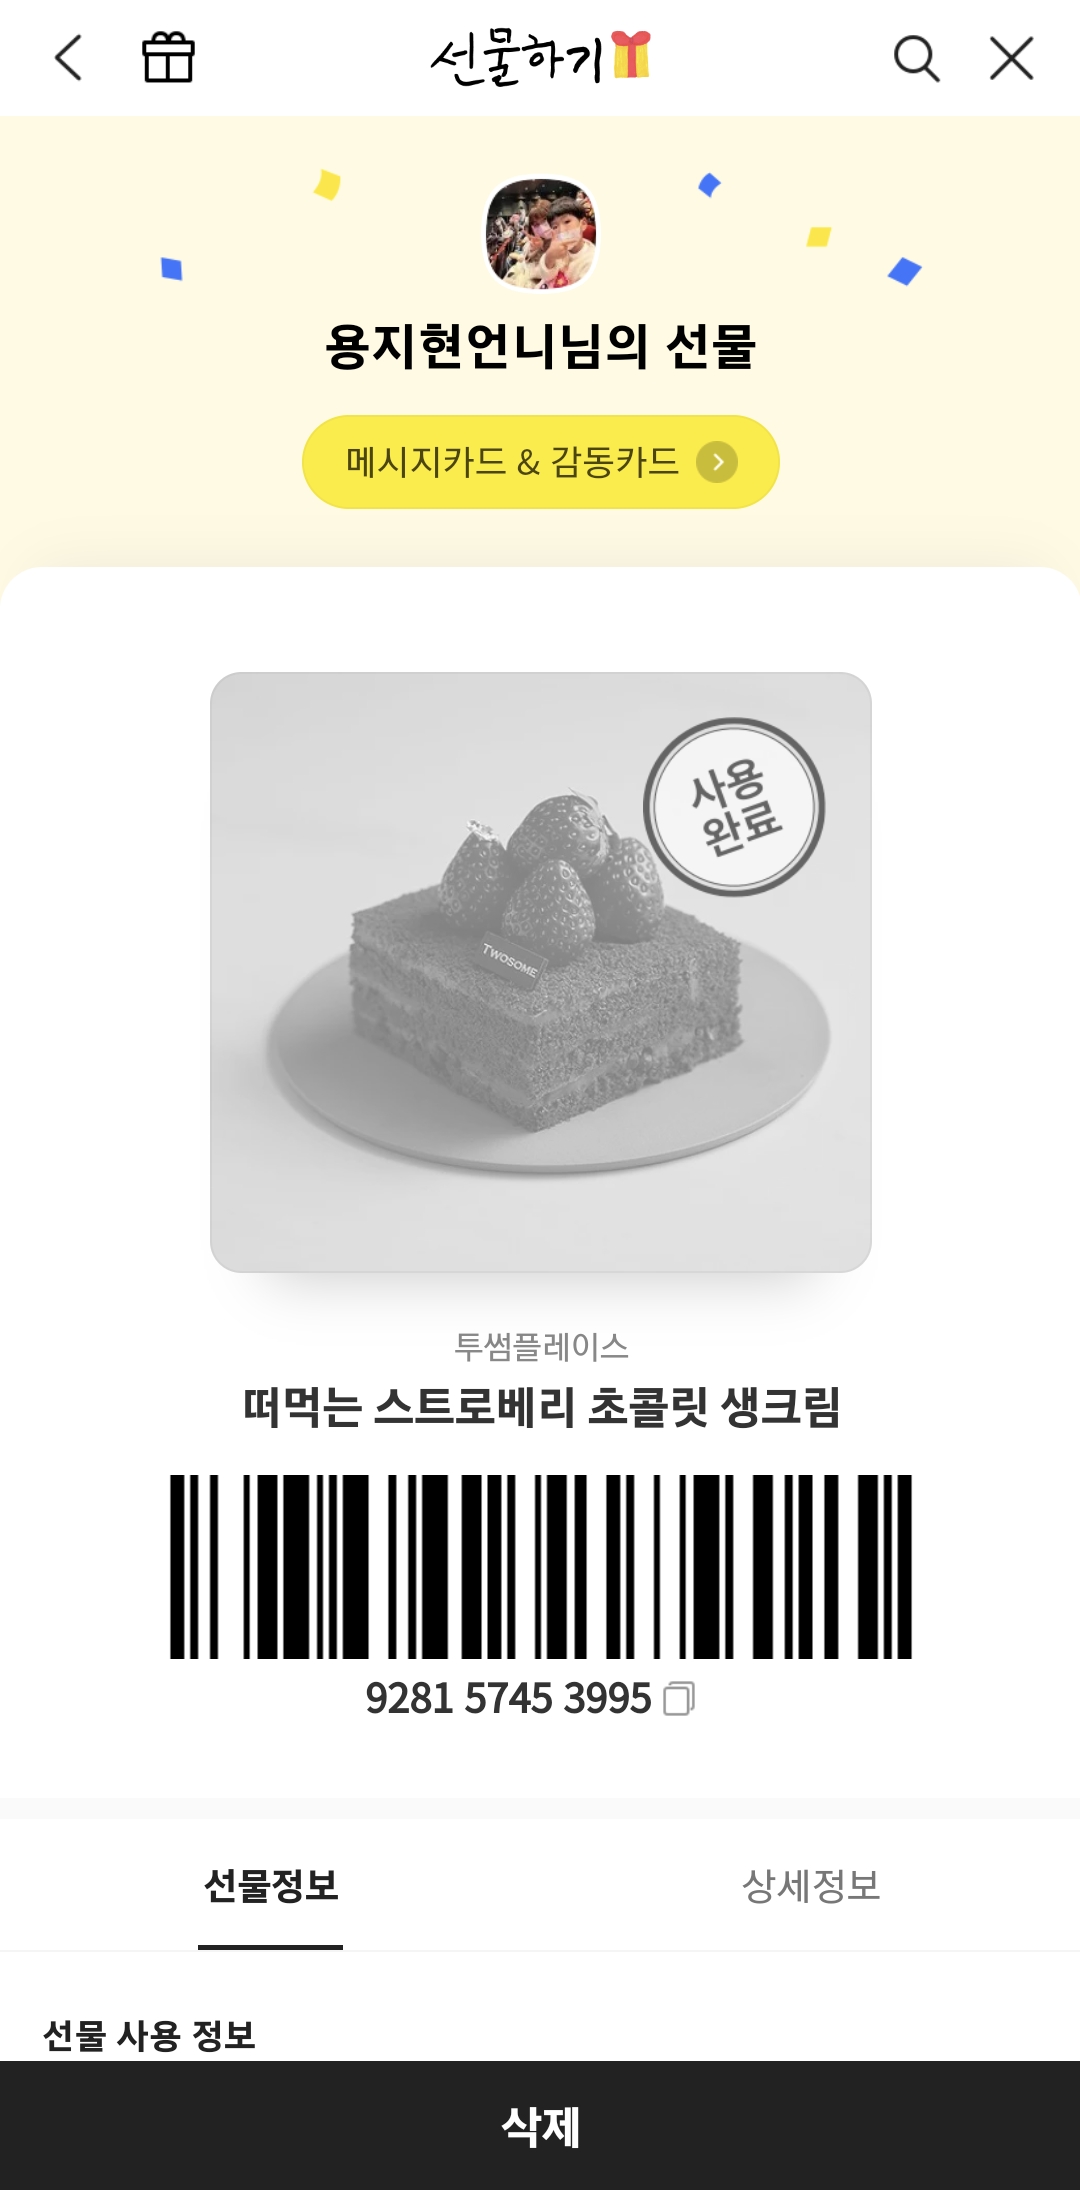 선물하기
용지현언니님의 선물
메시지카드 & 감동카드
사용
완료
TWOSOME
투썸플레이스
떠먹는 스트로베리 초콜릿 생크림
9281 5745 3995
선물정보
상세정보
선물 사용 정보
삭제